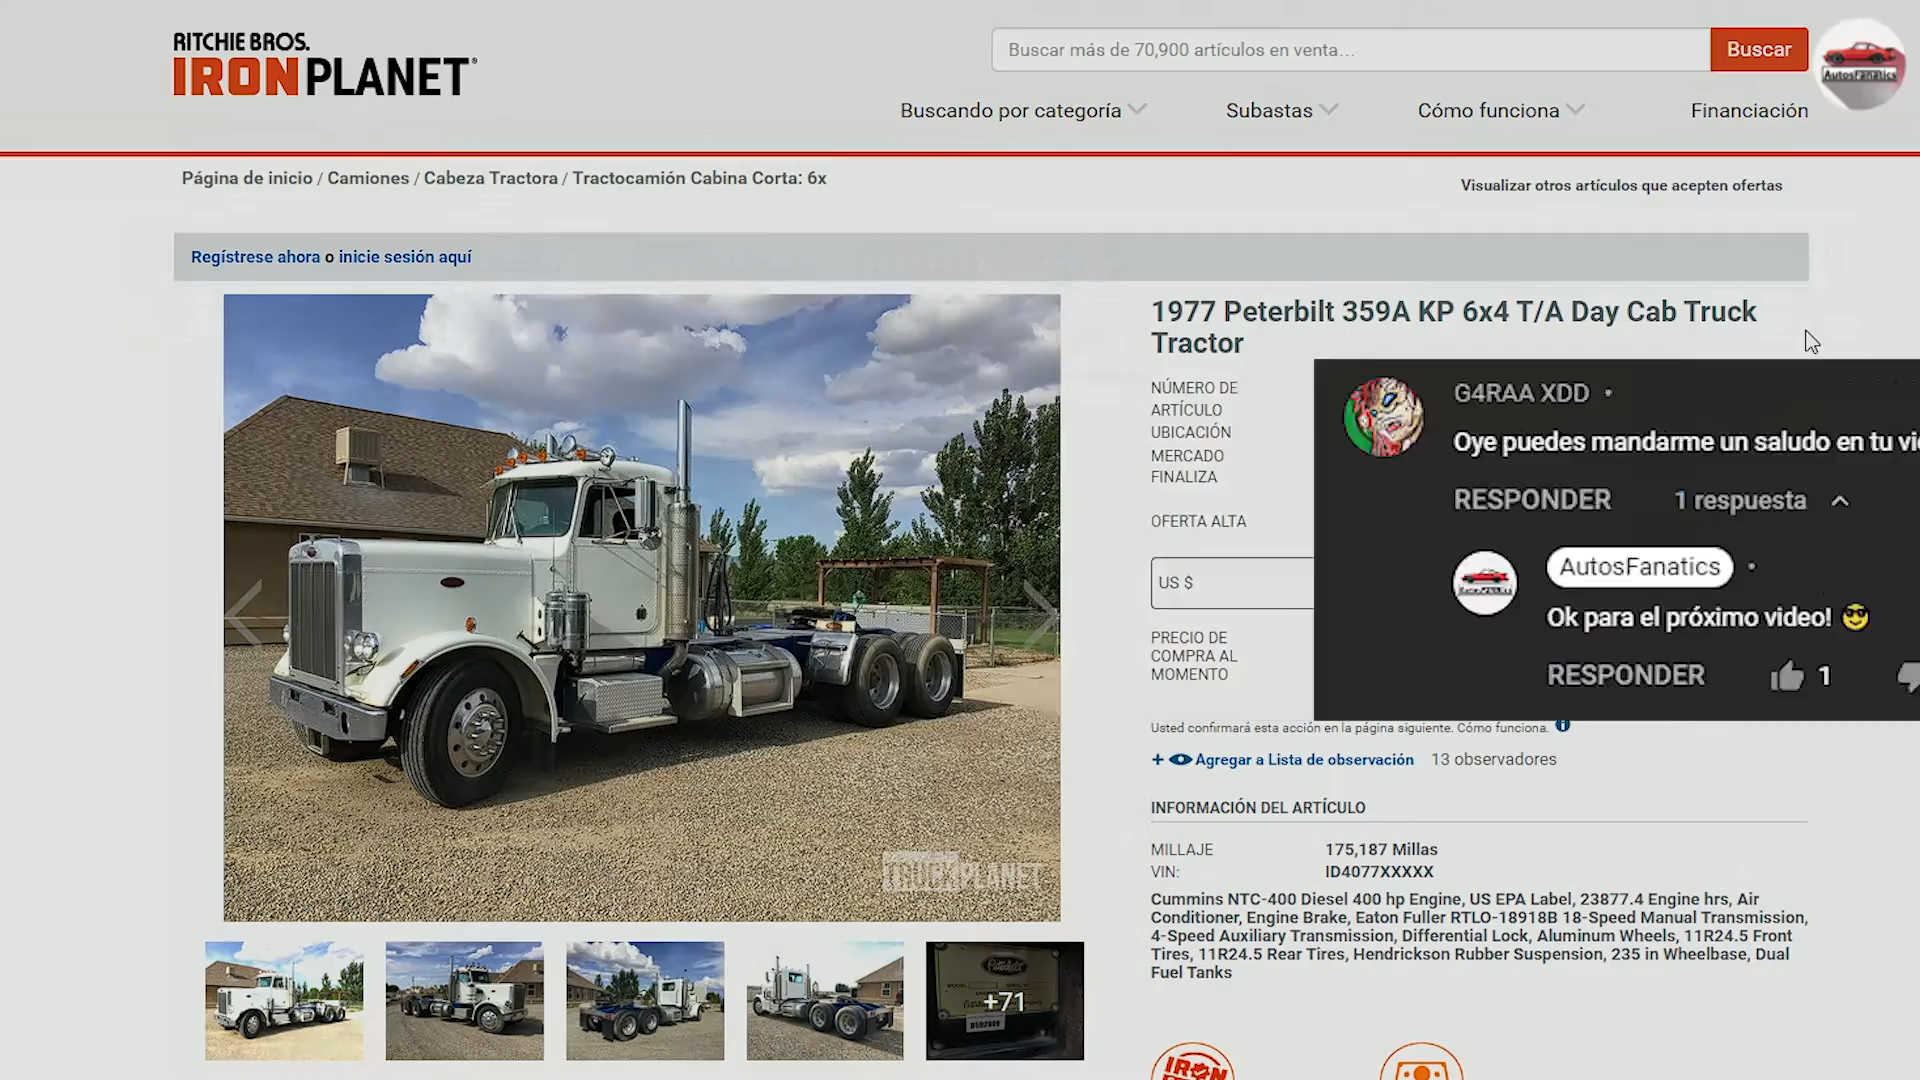 RITCHIE BROS.
IRONPLANET
Buscar más de 70,900 artículos en venta...
Buscar
AutosFanatics
Buscando por categoría
Subastas
Cómo funciona
Financiación
Página de inicio / Camiones / Cabeza Tractora / Tractocamión Cabina Corta: 6x
Visualizar otros artículos que acepten ofertas
Regístrese ahora o inicie sesión aquí
1977 Peterbilt 359A KP 6x4 T/A Day Cab Truck
Tractor
NÚMERO DE
ARTÍCULO
UBICACIÓN
MERCADO
FINALIZA
OFERTA ALTA
US $
PRECIO DE
COMPRA AL
MOMENTO
G4RAA XDD •
Oye puedes mandarme un saludo en tu
RESPONDER
1 respuesta
AutosFanatics •
Ok para el próximo video! 😎
RESPONDER
1
Usted confirmará esta acción en la página siguiente. Cómo funciona.
+ Agregar a Lista de observación
13 observadores
INFORMACIÓN DEL ARTÍCULO
MILLAJE
175,187 Millas
VIN:
ID4077XXXXX
Cummins NTC-400 Diesel 400 hp Engine, US EPA Label, 23877.4 Engine hrs, Air
Conditioner, Engine Brake, Eaton Fuller RTLO-18918B 18-Speed Manual Transmission,
4-Speed Auxiliary Transmission, Differential Lock, Aluminum Wheels, 11R24.5 Front
Tires, 11R24.5 Rear Tires, Hendrickson Rubber Suspension, 235 in Wheelbase, Dual
Fuel Tanks
TRUCKPLANET
Peterbilt
+71
IRON